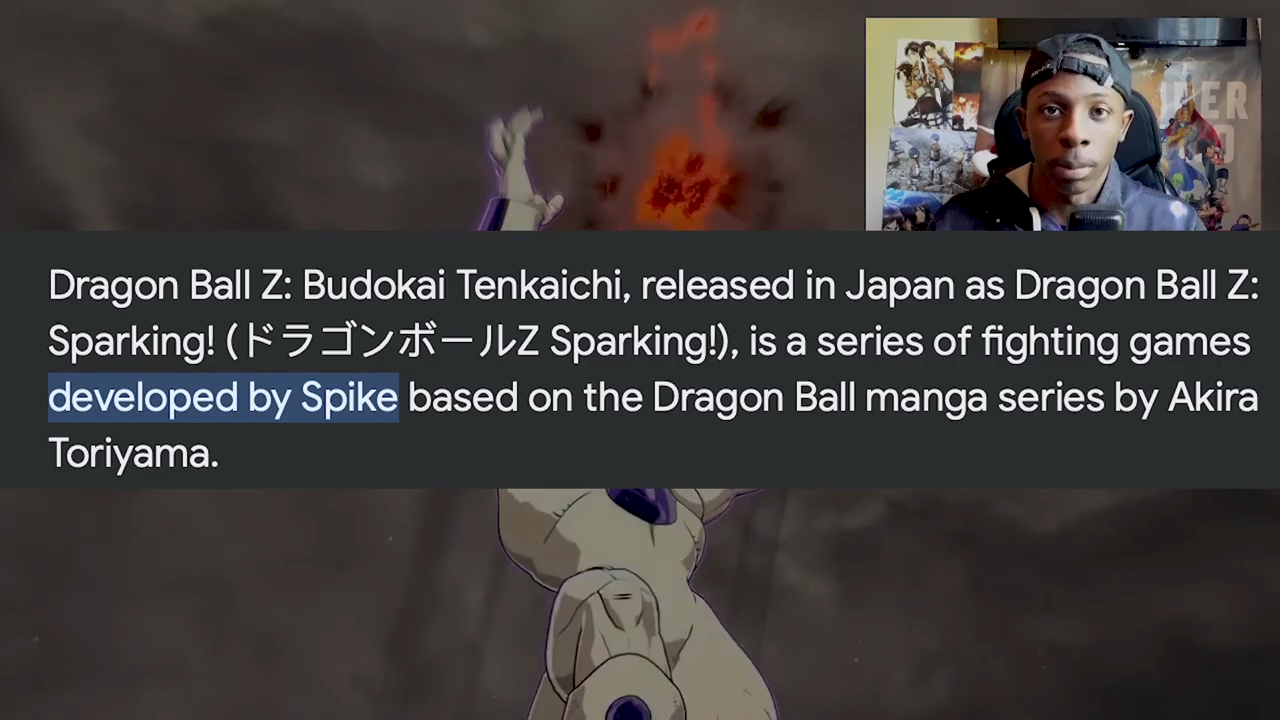 Dragon Ball Z: Budokai Tenkaichi, released in Japan as Dragon Ball Z:
Sparking! (ドラゴンボールZ Sparking!), is a series of fighting games
developed by Spike based on the Dragon Ball manga series by Akira
Toriyama.